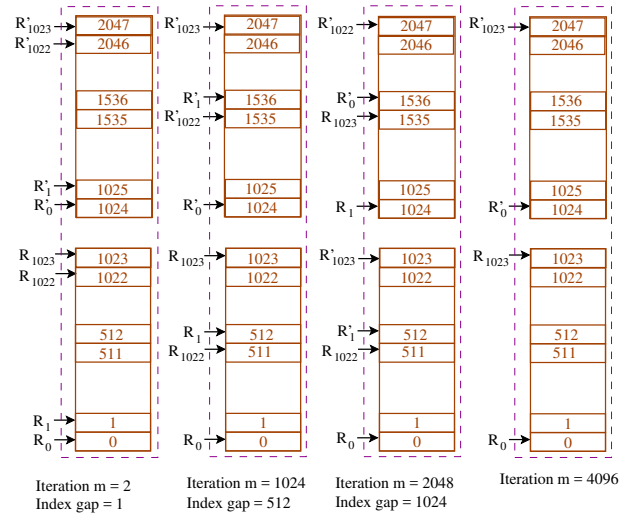 R'1023 2047
R'1022 2046
1536
1535
R'1 1025
R'0 1024
R1023 1023
R1022 1022
512
511
R1 1
R0 0
Iteration m = 2
Index gap = 1
R'1023 2047
2046
R'1 1536
R'1022 1535
1025
R'0 1024
R1023 1023
1022
R1 512
R1022 511
1
R0 0
Iteration m = 1024
Index gap = 512
R'1022 2047
2046
R'0 1536
R1023 1535
1025
R1 1024
R'1023 1023
1022
R'1 512
R1022 511
1
R0 0
Iteration m = 2048
Index gap = 1024
R'1023 2047
2046
1536
1535
1025
R'0 1024
R1023 1023
1022
512
511
1
R0 0
Iteration m = 4096